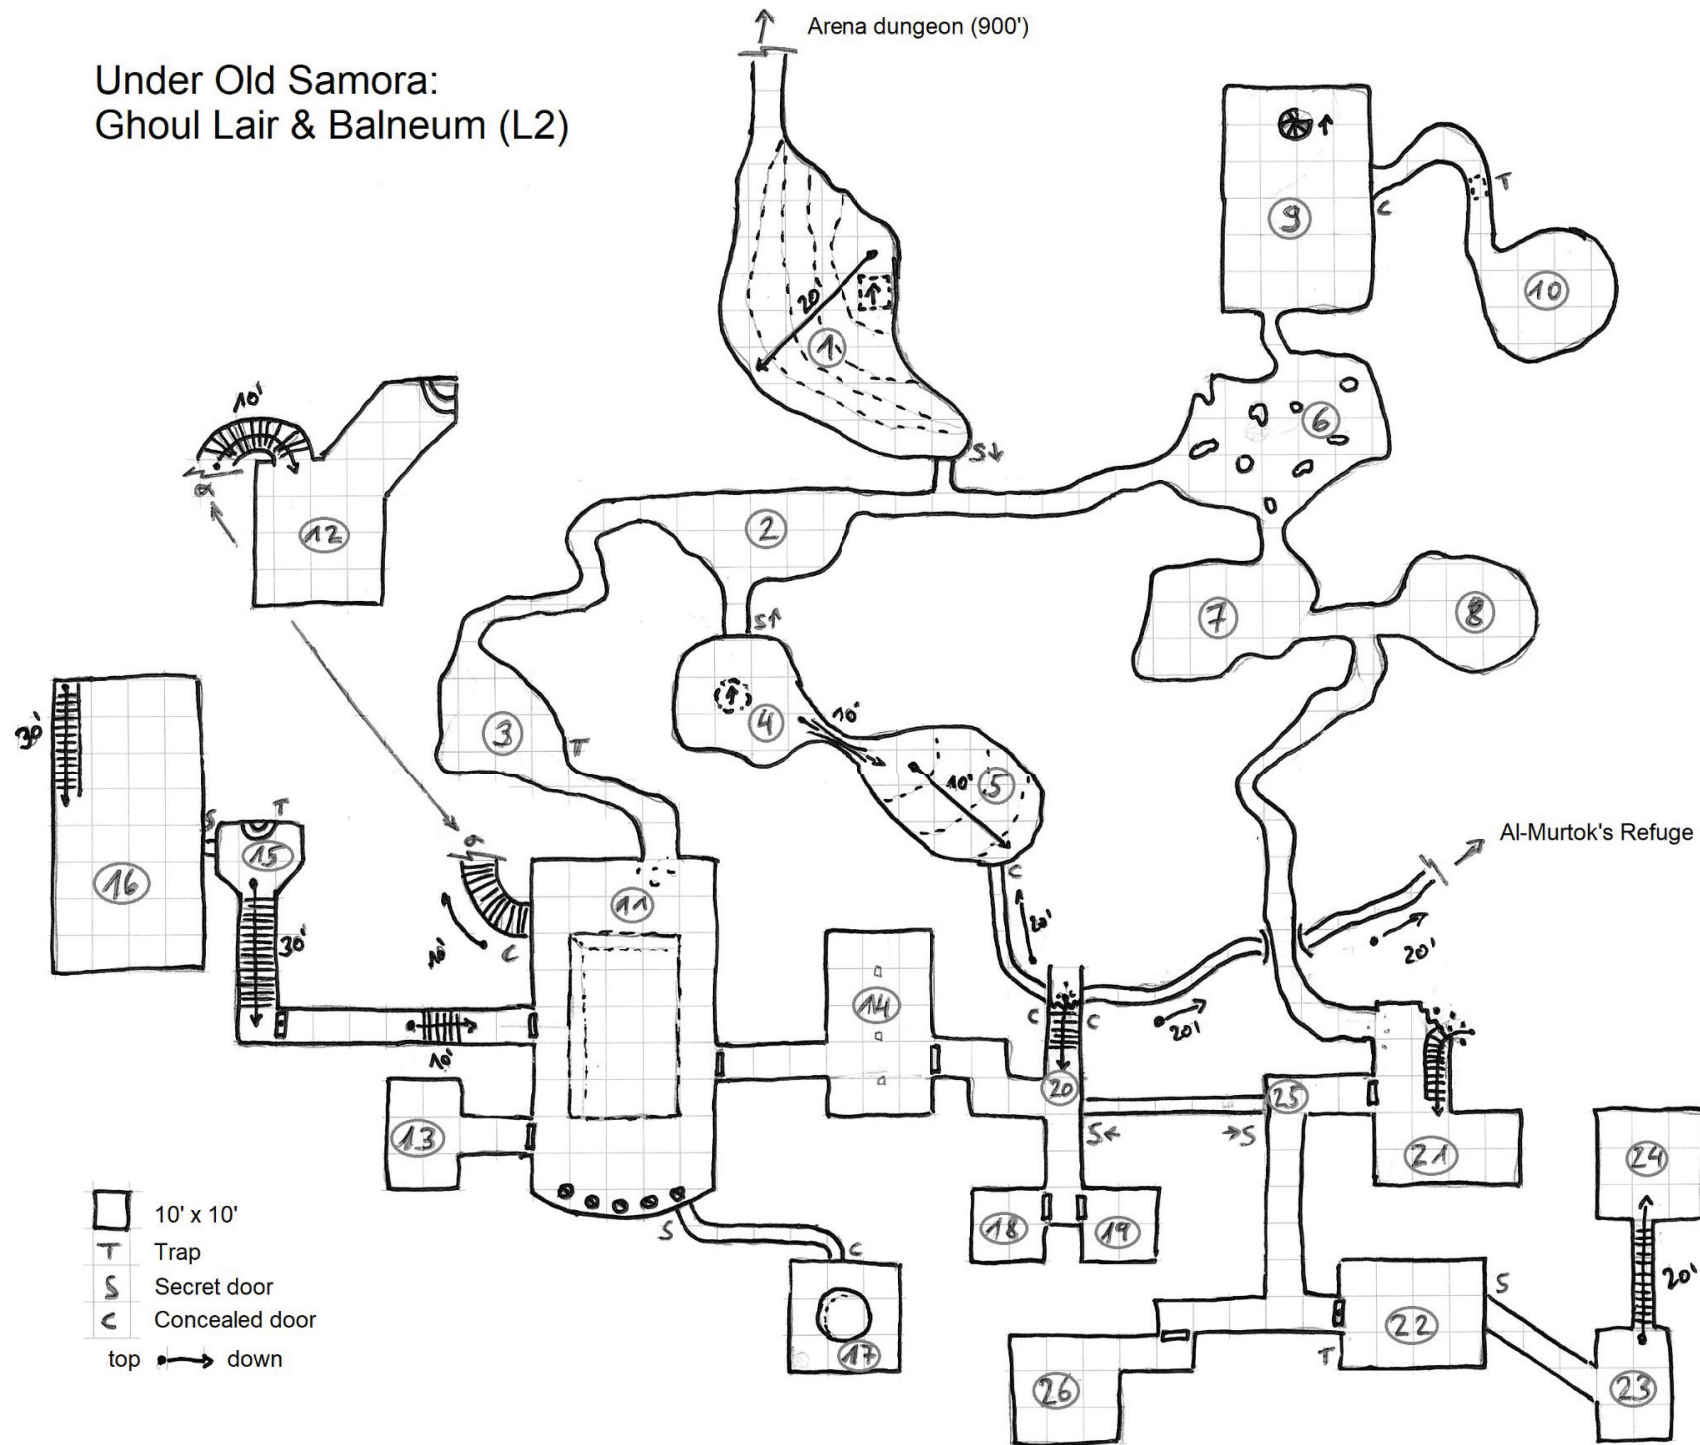 Arena dungeon (900')
Under Old Samora:
Ghoul Lair & Balneum (L2)
T
9
C
10
20'
1
6
S
10'
α
12
2
7
8
S
3
T
4
10'
5
10'
30'
16
S
T
15
30'
α
10'
C
11
C
20'
Al-Murtok's Refuge
20'
14
C
C
20'
10'
20
25
S
S
13
21
24
18
19
S
C
17
22
S
T
20'
23
26
10' x 10'
T Trap
S Secret door
C Concealed door
top down